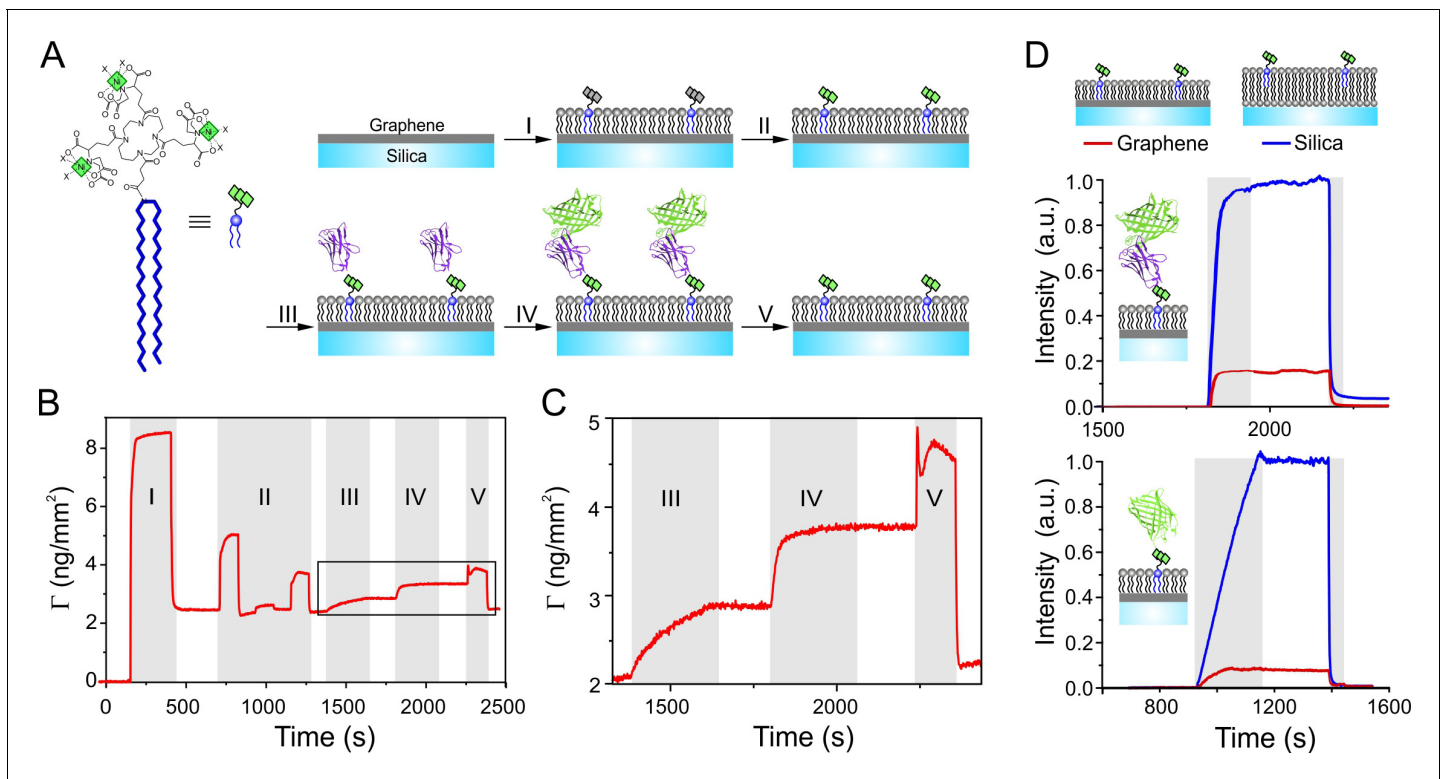 A
Ni
X
X
X
O
N
Graphene
Silica
I
II
III
IV
V
B
Γ (ng/mm²)
8
6
4
2
0
I
II
III
IV
V
0
500
1000
1500
2000
2500
Time (s)
C
Γ (ng/mm²)
5
4
3
2
III
IV
V
1500
2000
Time (s)
D
Graphene
Silica
Intensity (a.u.)
1.0
0.8
0.6
0.4
0.2
0.0
1500
2000
Intensity (a.u.)
1.0
0.8
0.6
0.4
0.2
0.0
800
1200
1600
Time (s)